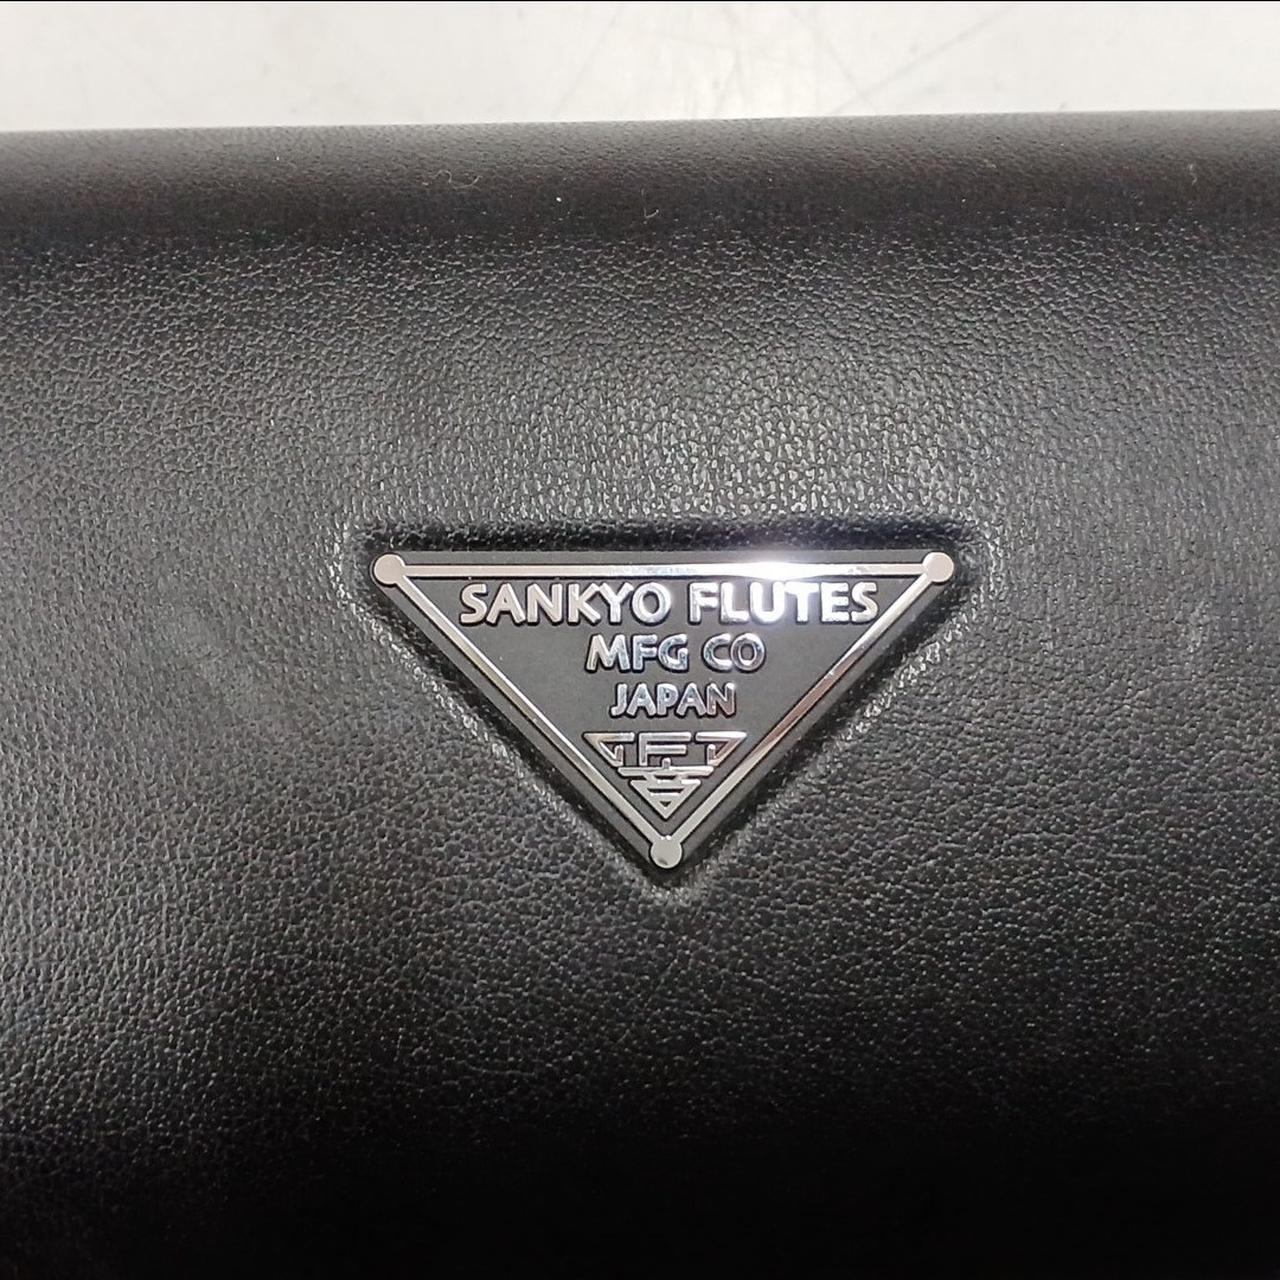 SANKYO FLUTES
MFG CO
JAPAN